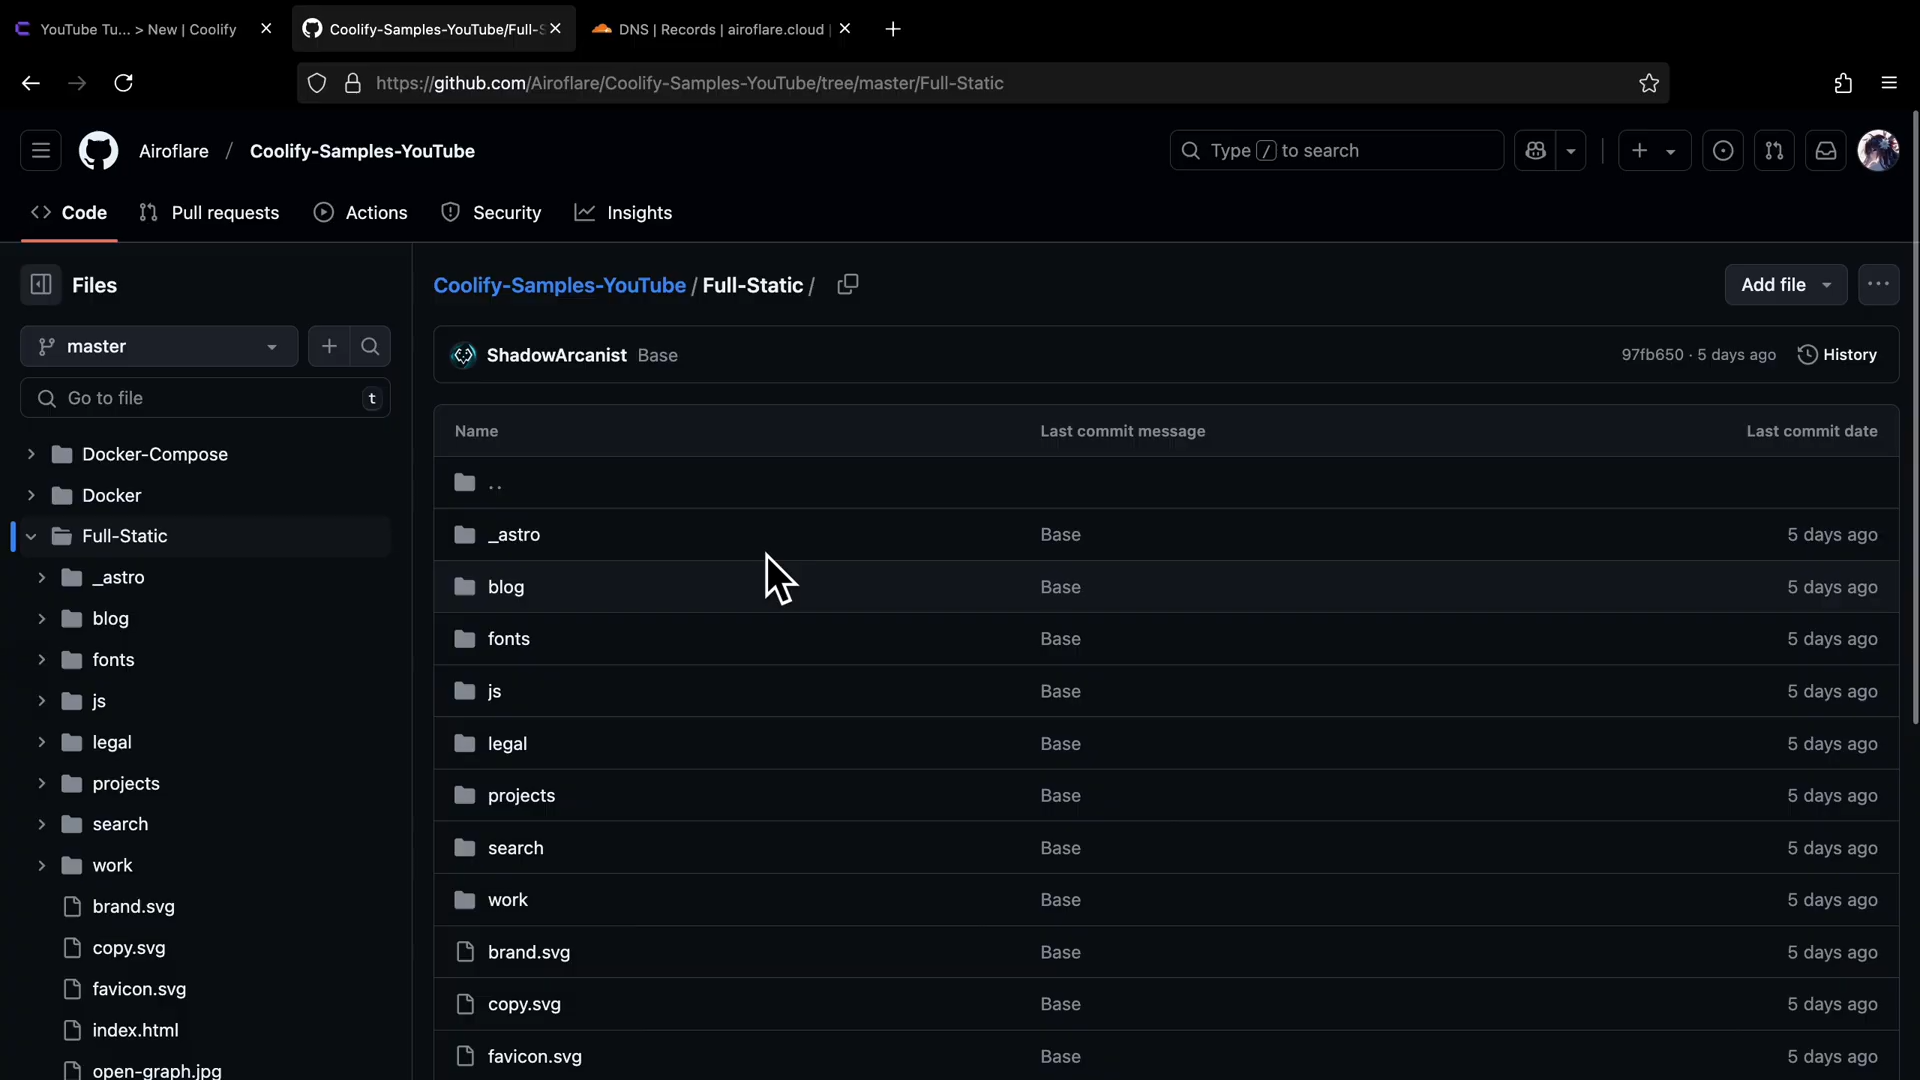 YouTube Tu... > New | Coolify
Coolify-Samples-YouTube/Full-S
DNS | Records | airoflare.cloud |
https://github.com/Airoflare/Coolify-Samples-YouTube/tree/master/Full-Static
Airoflare / Coolify-Samples-YouTube
Type / to search
Code
Pull requests
Actions
Security
Insights
Files
master
Go to file
t
Docker-Compose
Docker
Full-Static
_astro
blog
fonts
js
legal
projects
search
work
brand.svg
copy.svg
favicon.svg
index.html
open-graph.jpg
Coolify-Samples-YouTube / Full-Static /
Add file
ShadowArcanist Base
97fb650 · 5 days ago
History
Name Last commit message Last commit date
..
_astro Base 5 days ago
blog Base 5 days ago
fonts Base 5 days ago
js Base 5 days ago
legal Base 5 days ago
projects Base 5 days ago
search Base 5 days ago
work Base 5 days ago
brand.svg Base 5 days ago
copy.svg Base 5 days ago
favicon.svg Base 5 days ago